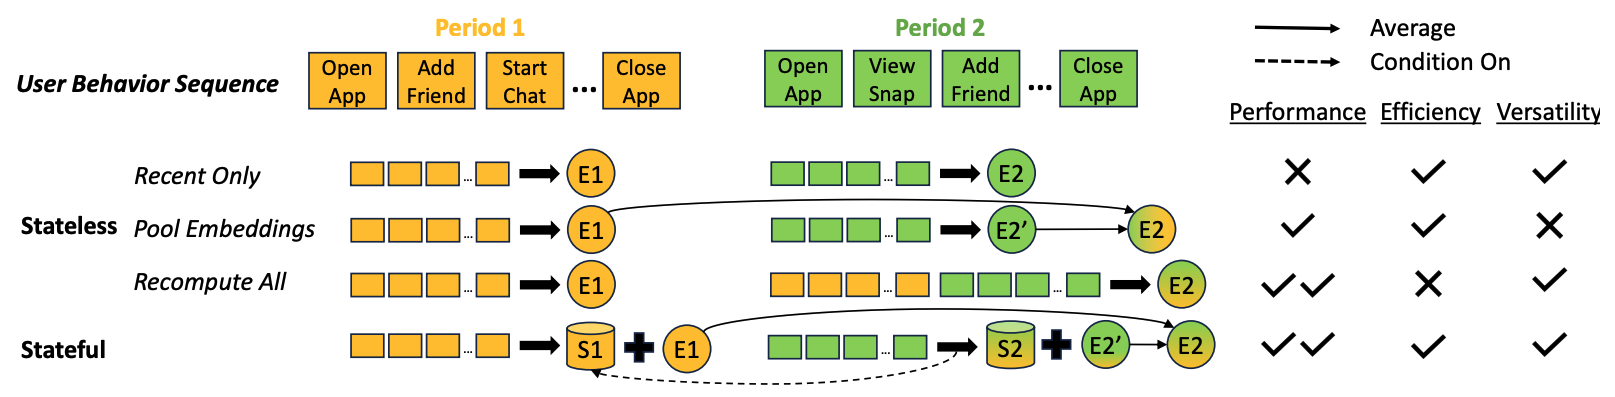 Period 1
Period 2
Average
Condition On
User Behavior Sequence
Open App
Add Friend
Start Chat
...
Close App
Open App
View Snap
Add Friend
...
Close App
Performance Efficiency Versatility
Recent Only
... E1
... E2
Stateless
Pool Embeddings
... E1
... E2’ E2
Recompute All
... E1
... ... E2
Stateful
... S1 E1
... S2 E2’ E2